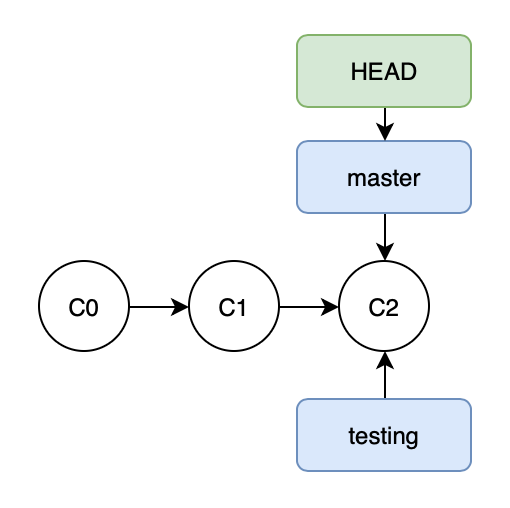 HEAD
master
C0
C1
C2
testing